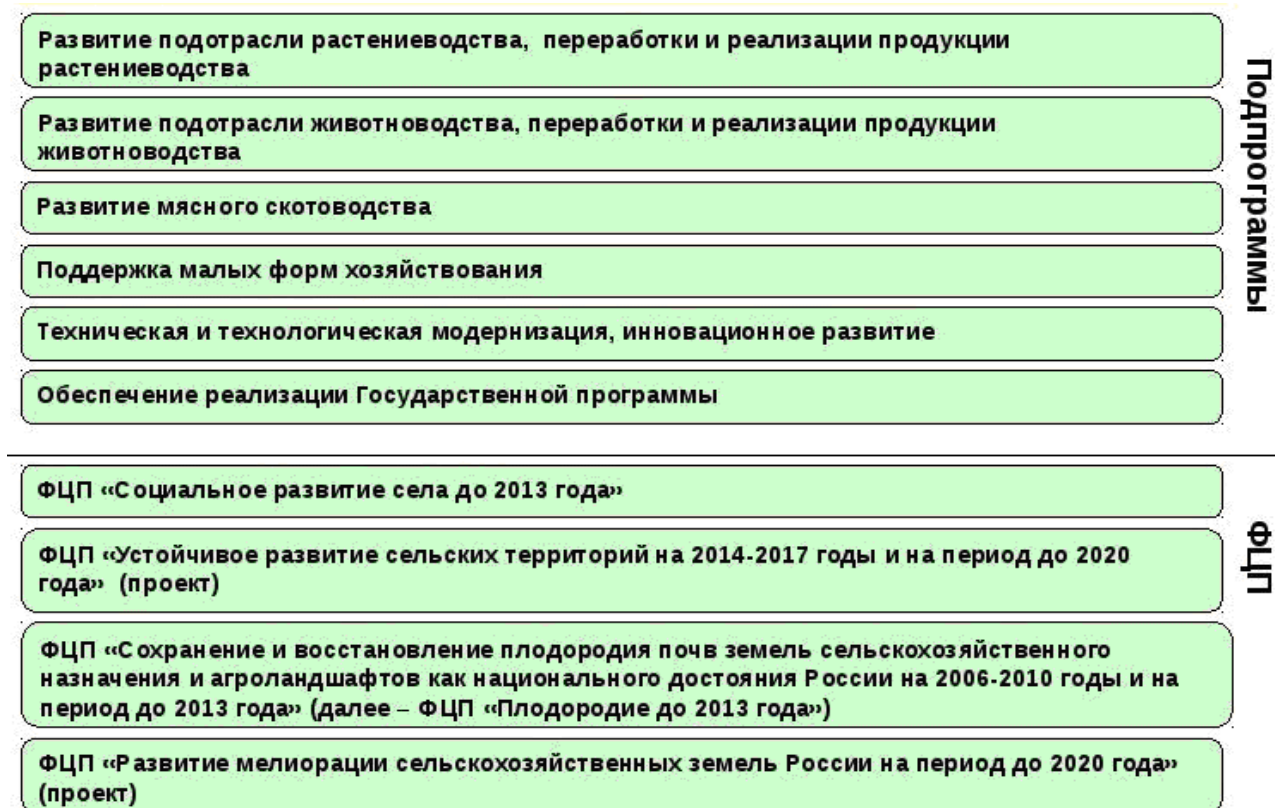 Развитие подотрасли растениеводства, переработки и реализации продукции
растениеводства
Развитие подотрасли животноводства, переработки и реализации продукции
животноводства
Развитие мясного скотоводства
Поддержка малых форм хозяйствования
Техническая и технологическая модернизация, инновационное развитие
Обеспечение реализации Государственной программы
Подпрограммы
ФЦП «Социальное развитие села до 2013 года»
ФЦП «Устойчивое развитие сельских территорий на 2014-2017 годы и на период до 2020
года» (проект)
ФЦП «Сохранение и восстановление плодородия почв земель сельскохозяйственного
назначения и агроландшафтов как национального достояния России на 2006-2010 годы и на
период до 2013 года» (далее – ФЦП «Плодородие до 2013 года»)
ФЦП «Развитие мелиорации сельскохозяйственных земель России на период до 2020 года»
(проект)
ФЦП